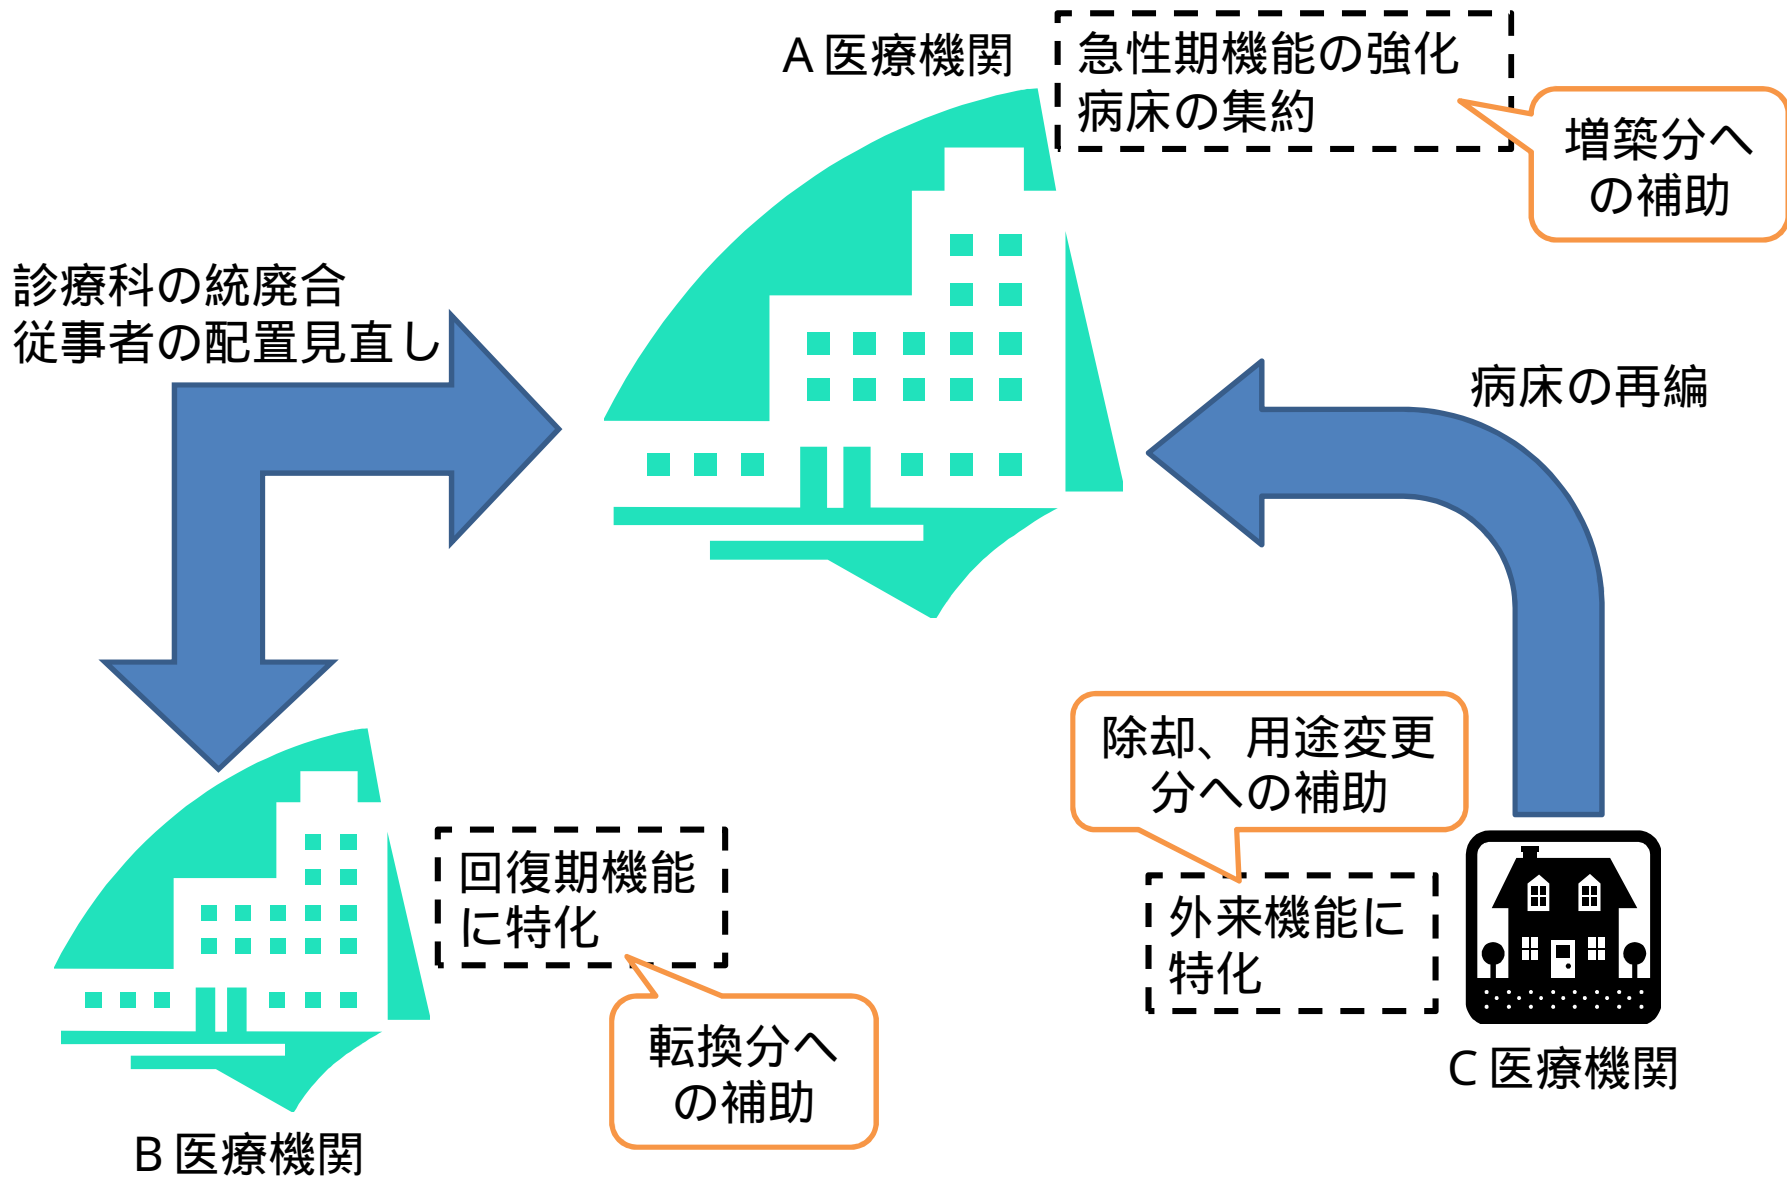 A医療機関
急性期機能の強化
病床の集約
増築分へ
の補助
診療科の統廃合
従事者の配置見直し
病床の再編
除却、用途変更
分への補助
回復期機能
に特化
外来機能に
特化
転換分へ
の補助
C医療機関
B医療機関